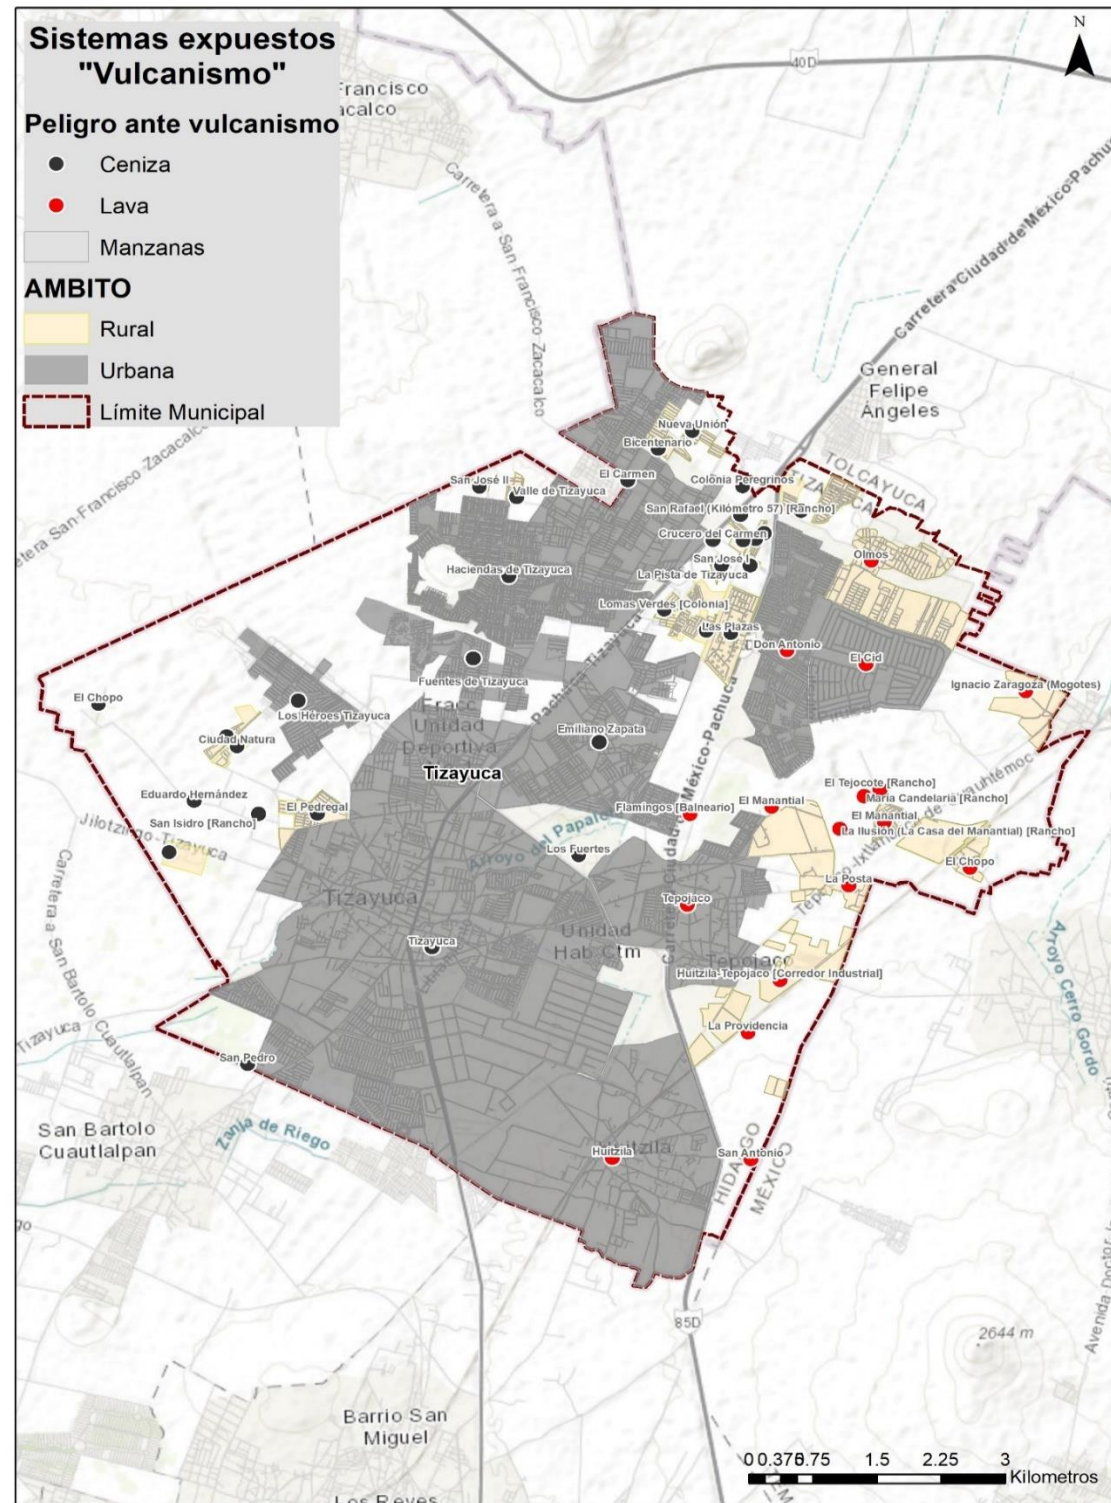 Sistemas expuestos
"Vulcanismo"
Peligro ante vulcanismo
Ceniza
Lava
Manzanas
AMBITO
Rural
Urbana
Límite Municipal
N
40D
Francisco
acalco
Carretera a San Francisco Zacacalco
Carretera Ciudad de México-Pachuc
General
Felipe
Angeles
TOLCAYUCA
Nueva Unión
Bicentenario
El Carmen
Colonia Peregrinos
San José II
Valle de Tizayuca
San Rafael (Kilómetro 57) [Rancho]
Crucero del Carmen
San José I
La Pista de Tizayuca
Olmos
Haciendas de Tizayuca
Lomas Verdes [Colonia]
Las Plazas
Don Antonio
El Cid
Fuentes de Tizayuca
Ignacio Zaragoza (Mogotes)
El Chopo
Los Héroes Tizayuca
Ciudad Natura
Fracc
Unidad
Deportiva
Pachuca-Tizayuca
Emiliano Zapata
Tizayuca
Eduardo Hernández
San Isidro [Rancho]
El Pedregal
Jilotzingo-Tizayuca
Flamingos [Balneario]
El Manantial
El Tejocote [Rancho]
María Candelaria [Rancho]
El Manantial
La Ilusión (La Casa del Manantial) [Rancho]
El Chopo
La Posta
Arroyo del Papalo
Los Fuertes
Tizayuca
Tepojaco
Unidad
Hab Ctm
Tepojaco
Tizayuca
Huitzila-Tepojaco [Corredor Industrial]
La Providencia
Carretera a San Bartolo Cuautlalpan
Tizayuca
Arroyo Cerro Gordo
San Pedro
San Bartolo
Cuautlalpan
Zanja de Riego
Huitzila
Huitzila
San Antonio
HIDALGO
MÉXICO
85D
2644 m
Barrio San
Miguel
Los Reyes
0 0.375 0.75 1.5 2.25 3
Kilometros